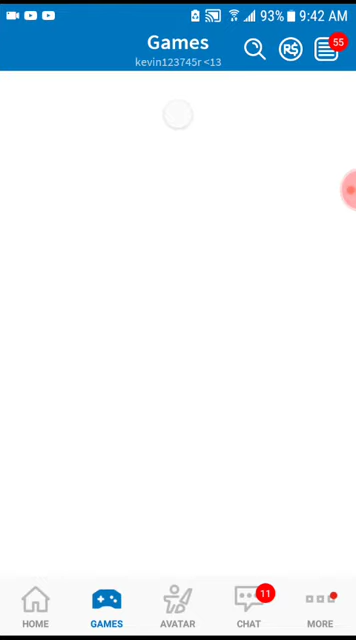 93% 9:42 AM
Games
kevin123745r <13
R$
55
11
HOME GAMES AVATAR CHAT MORE